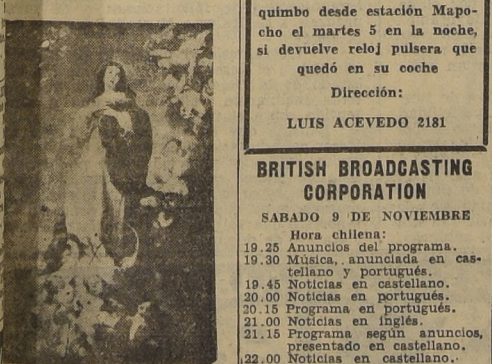 quimbo desde estación Mapo-
cho el martes 5 en la noche,
si devuelve reloj pulsera que
quedó en su coche
Dirección:
LUIS ACEVEDO 2181
BRITISH BROADCASTING
CORPORATION
SABADO 9 DE NOVIEMBRE
Hora chilena:
19.25 Anuncios del programa.
19.30 Música, anunciada en cas-
tellano y portugués.
19.45 Noticias en castellano.
20.00 Noticias en portugués.
20.15 Programa en portugués.
21.00 Noticias en inglés.
21.15 Programa según anuncios,
presentado en castellano.
22.00 Noticias en castellano.